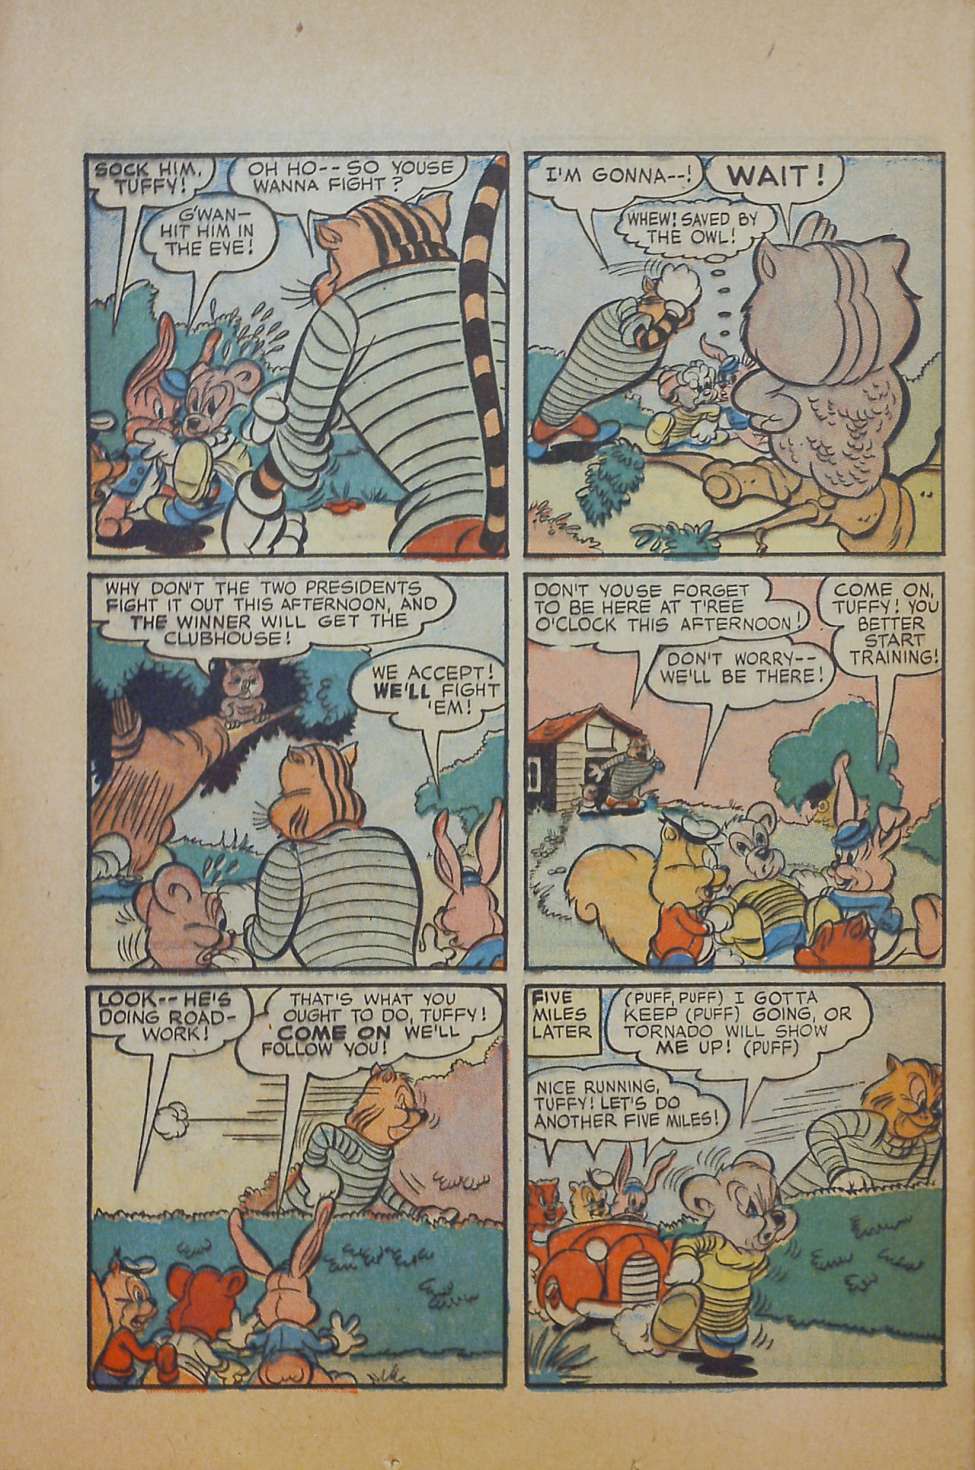 SOCK HIM,
TUFFY!
G'WAN—
HIT HIM IN
THE EYE!
OH HO-- SO YOUSE
WANNA FIGHT?
I'M GONNA--!
WHEW! SAVED BY
THE OWL!
WAIT!
WHY DON'T THE TWO PRESIDENTS
FIGHT IT OUT THIS AFTERNOON, AND
THE WINNER WILL GET THE
CLUBHOUSE!
WE ACCEPT!
WE'LL FIGHT
'EM!
DON'T YOUSE FORGET
TO BE HERE AT T'REE
O'CLOCK THIS AFTERNOON!
DON'T WORRY--
WE'LL BE THERE!
COME ON,
TUFFY! YOU
BETTER
START
TRAINING!
LOOK-- HE'S
DOING ROAD-
WORK!
THAT'S WHAT YOU
OUGHT TO DO, TUFFY!
COME ON WE'LL
FOLLOW YOU!
FIVE
MILES
LATER
(PUFF, PUFF) I GOTTA
KEEP (PUFF) GOING, OR
TORNADO WILL SHOW
ME UP! (PUFF)
NICE RUNNING,
TUFFY! LET'S DO
ANOTHER FIVE MILES!